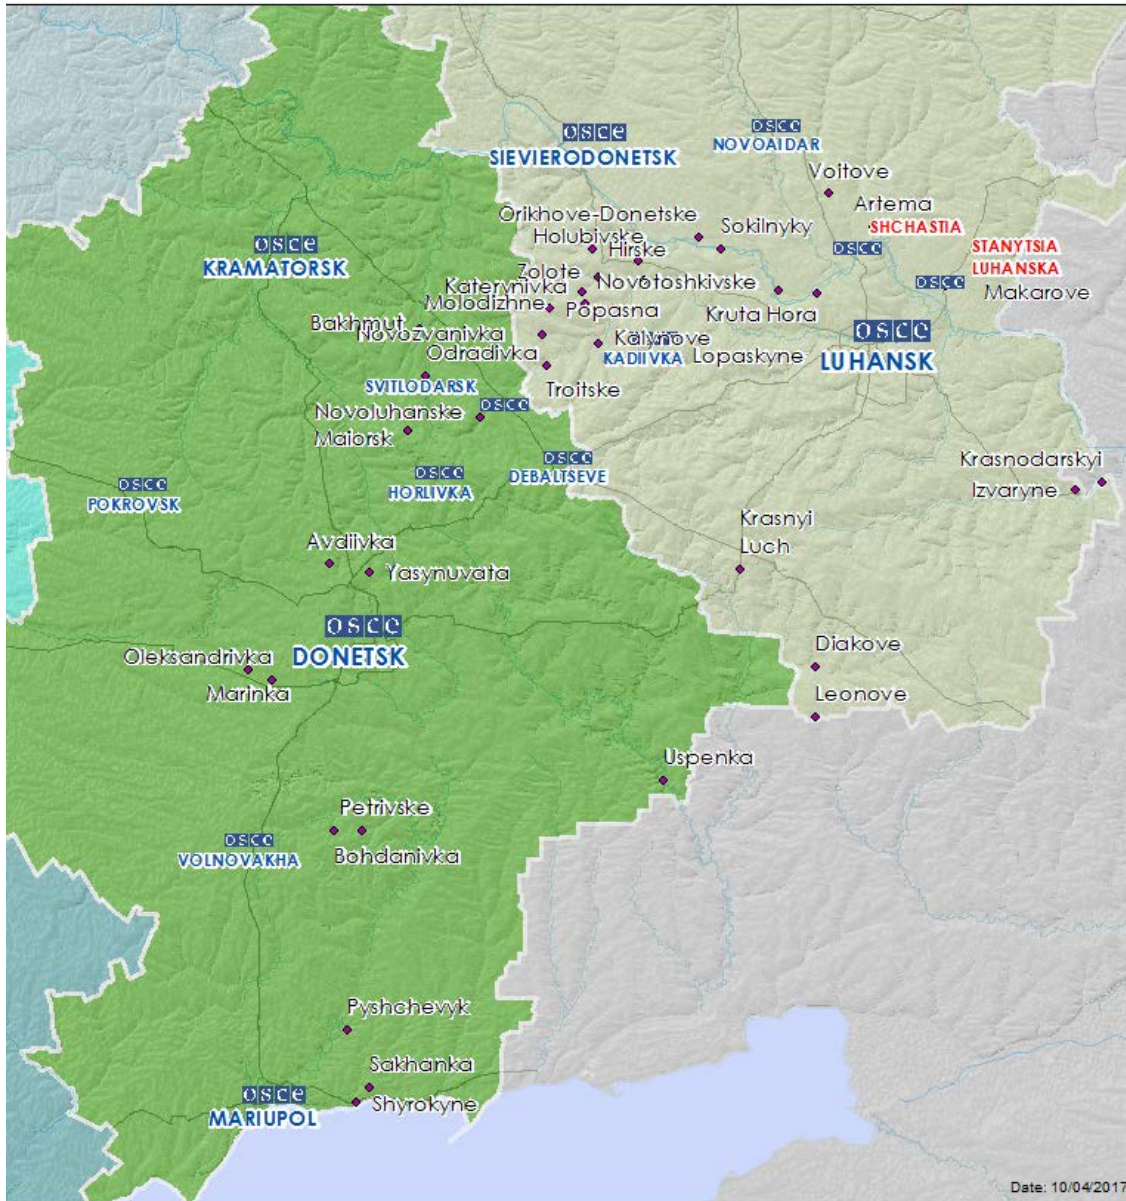 OSCE
SIEVIERODONETSK
OSCE
NOVOAIDAR
Voitove
Artema
SHCHASTIA
OSCE
STANYTSIA
LUHANSKA
OSCE
Makarove
Orikhove-Donetske
Sokilnyky
Holubivske
Hirske
Zolote
Novotoshkivske
Katerynivka
Molodizhne
Popasna
Kruta Hora
OSCE
KRAMATORSK
Bakhmut
Novozvanivka
Kalynove
KADIIVKA
Lopaskyne
OSCE
LUHANSK
Odradivka
Troitske
SVITLODARSK
OSCE
Novoluhanske
Maiorsk
OSCE
DEBALTSEVE
OSCE
HORLIVKA
OSCE
POKROVSK
Krasnodarskyi
Izvaryne
Krasnyi
Luch
Avdiivka
Yasynuvata
OSCE
DONETSK
Oleksandrivka
Marinka
Diakove
Leonove
Uspenka
Petrivske
Bohdanivka
OSCE
VOLNOVAKHA
Pyshchevyk
Sakhanka
Shyrokyne
OSCE
MARIUPOL
Date: 10/04/2017